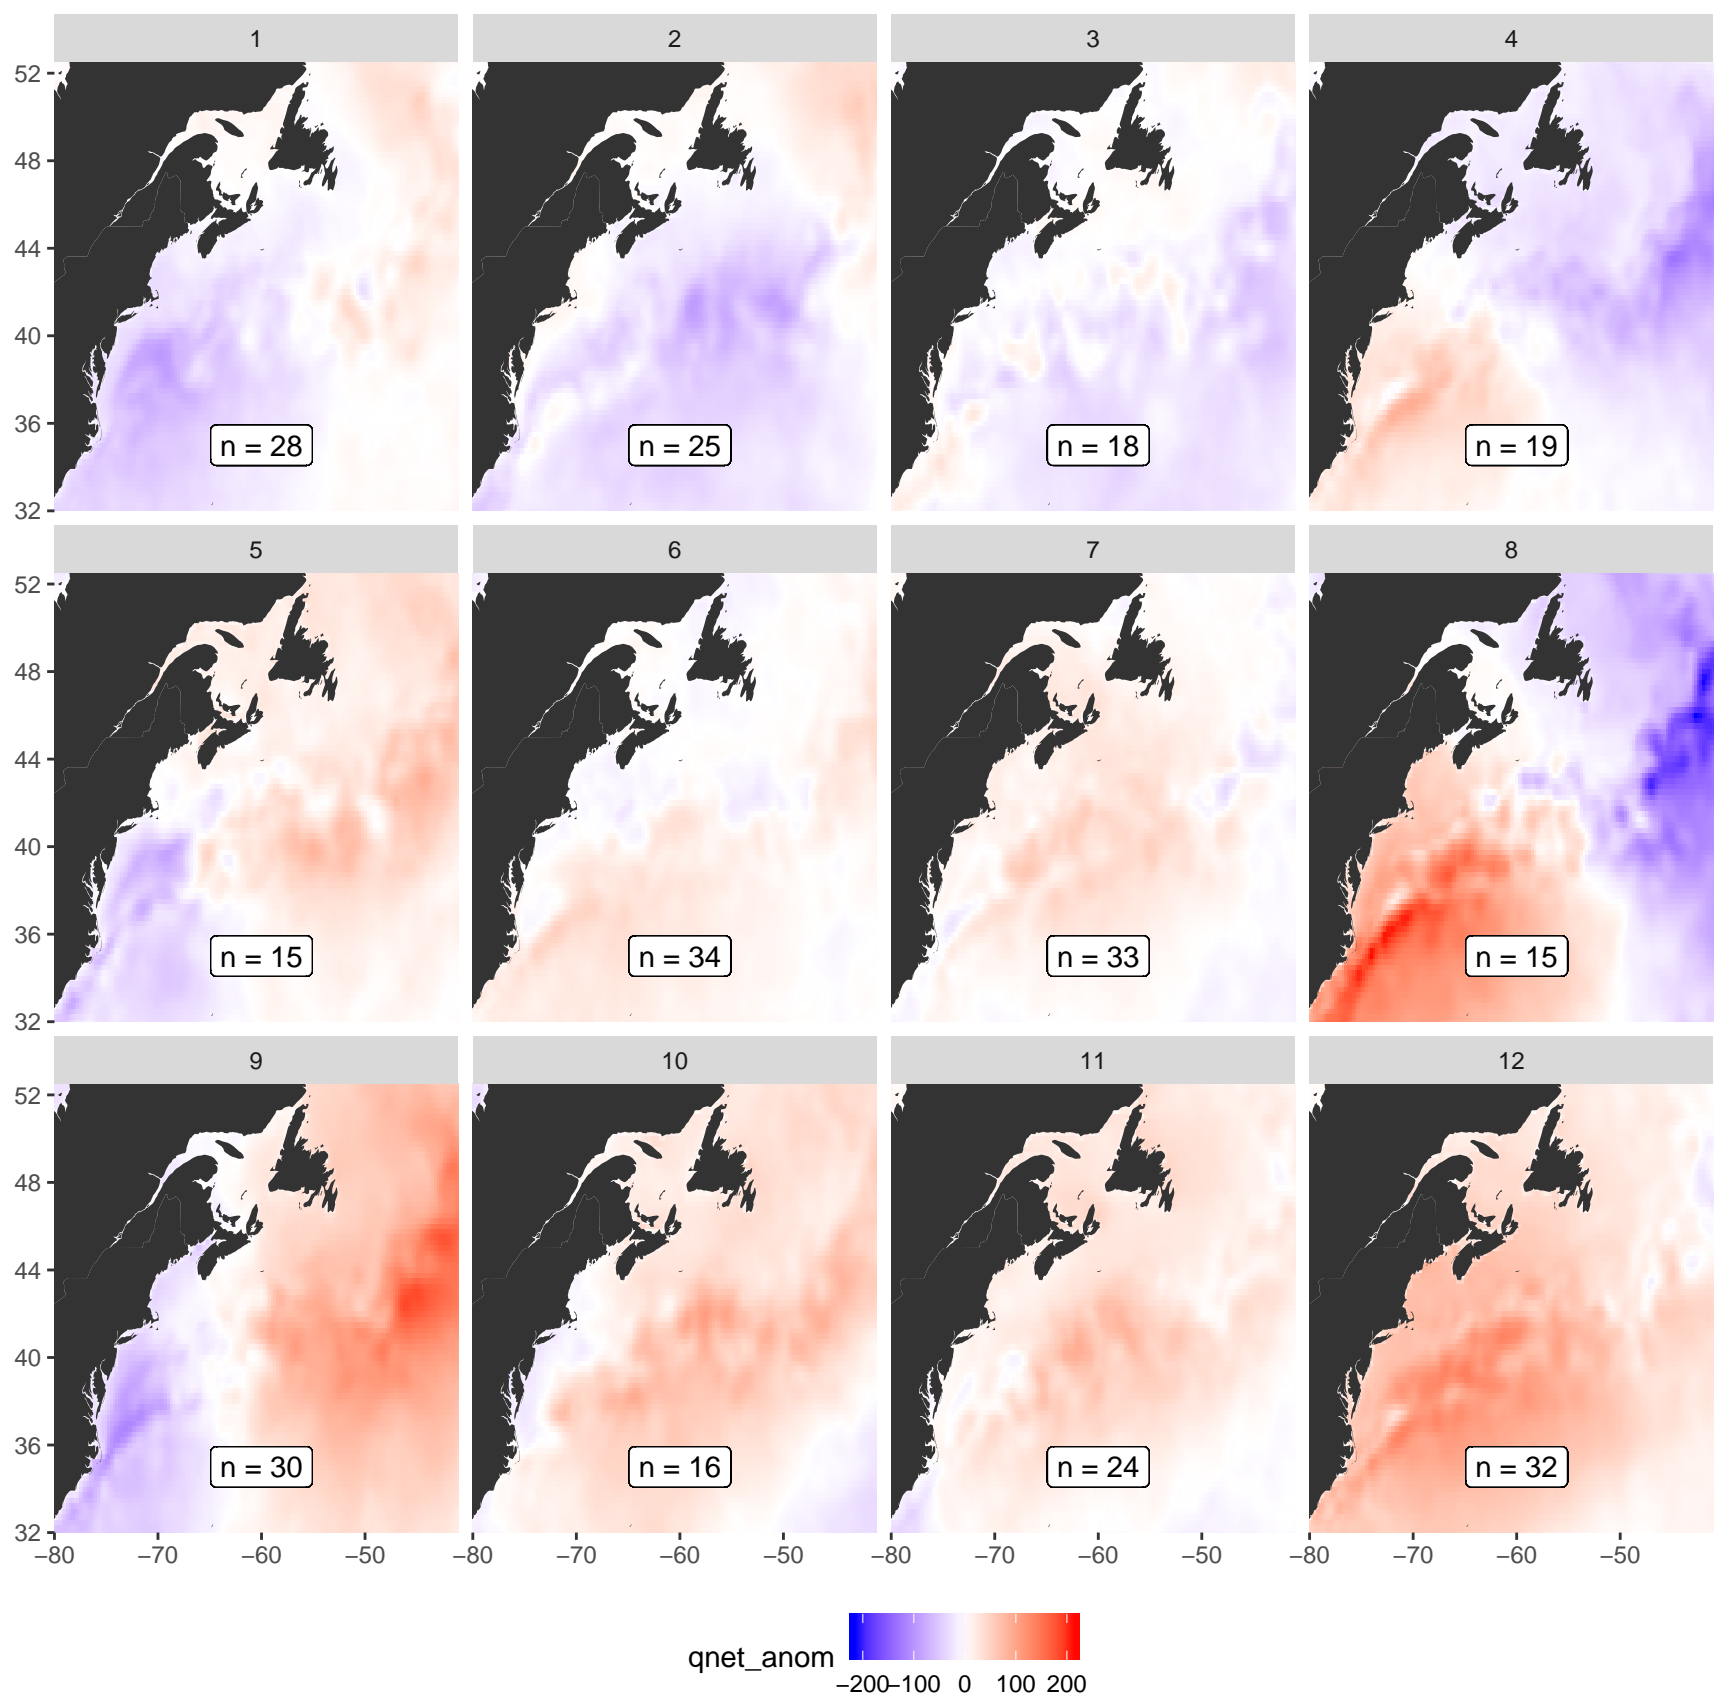 1 2 3 4
52
48
44
40
36
32
n = 28 n = 25 n = 18 n = 19
5 6 7 8
52
48
44
40
36
32
n = 15 n = 34 n = 33 n = 15
9 10 11 12
52
48
44
40
36
32
n = 30 n = 16 n = 24 n = 32
−80 −70 −60 −50 −80 −70 −60 −50 −80 −70 −60 −50 −80 −70 −60 −50
qnet_anom
−200 −100 0 100 200